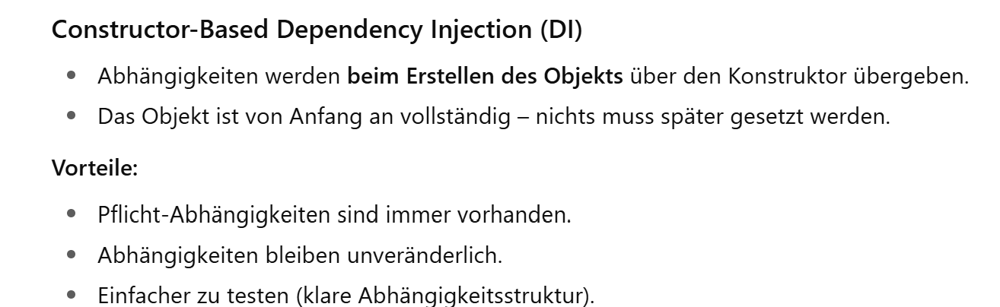 Constructor-Based Dependency Injection (DI)
• Abhängigkeiten werden beim Erstellen des Objekts über den Konstruktor übergeben.
• Das Objekt ist von Anfang an vollständig – nichts muss später gesetzt werden.
Vorteile:
• Pflicht-Abhängigkeiten sind immer vorhanden.
• Abhängigkeiten bleiben unveränderlich.
• Einfacher zu testen (klare Abhängigkeitsstruktur).